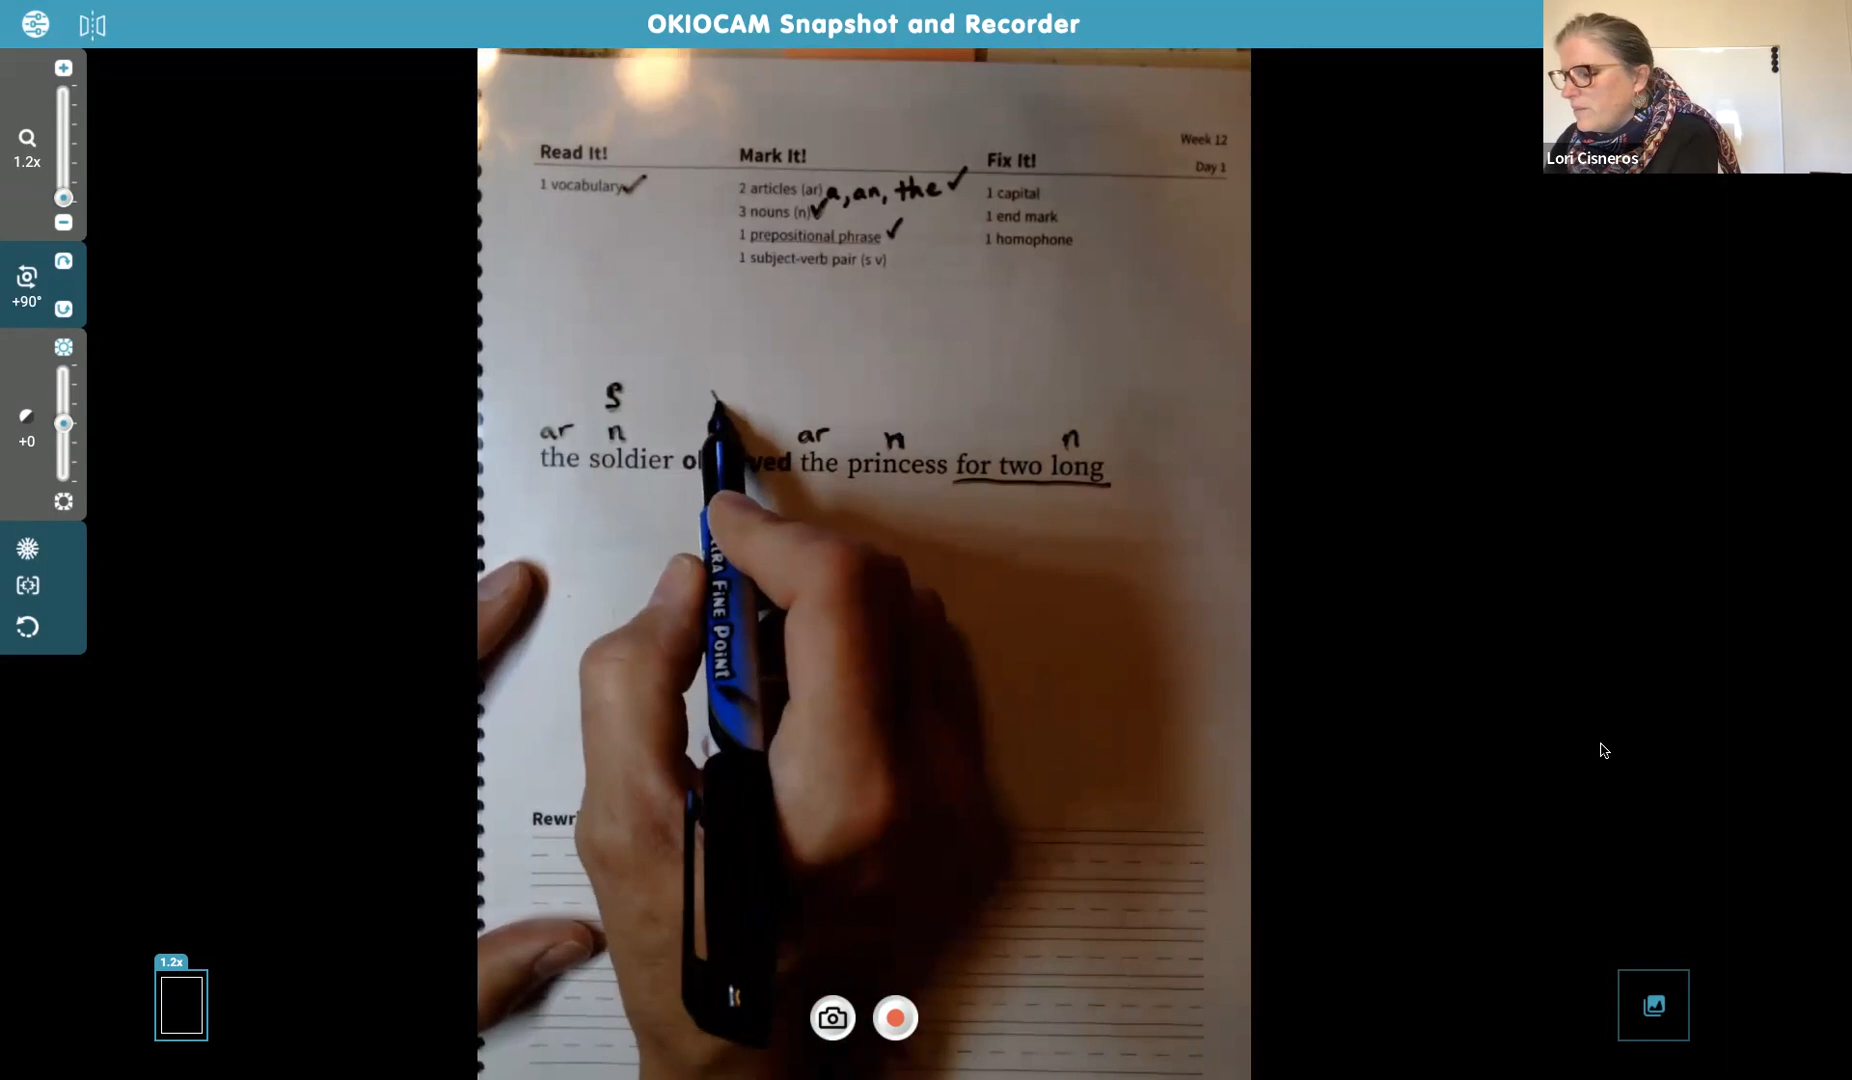 OKIOCAM Snapshot and Recorder
Lori Cisneros
1.2x
+90°
+0
Week 12
Day 1
Read It!
1 vocabulary ✓
Mark It!
2 articles (ar) a, an, the ✓
3 nouns (n) ✓
1 prepositional phrase ✓
1 subject-verb pair (s v)
Fix It!
1 capital
1 end mark
1 homophone
S
ar n ar n n
the soldier the princess for two long
FINE POINT
1.2x